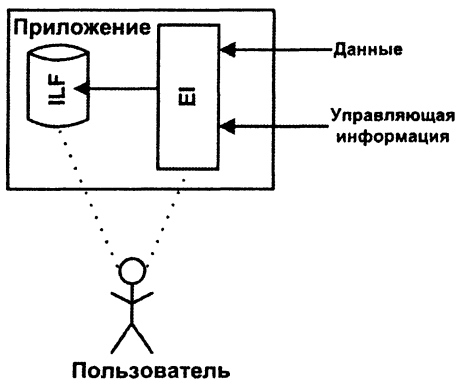 Приложение
ILF
EI
Данные
Управляющая
информация
Пользователь